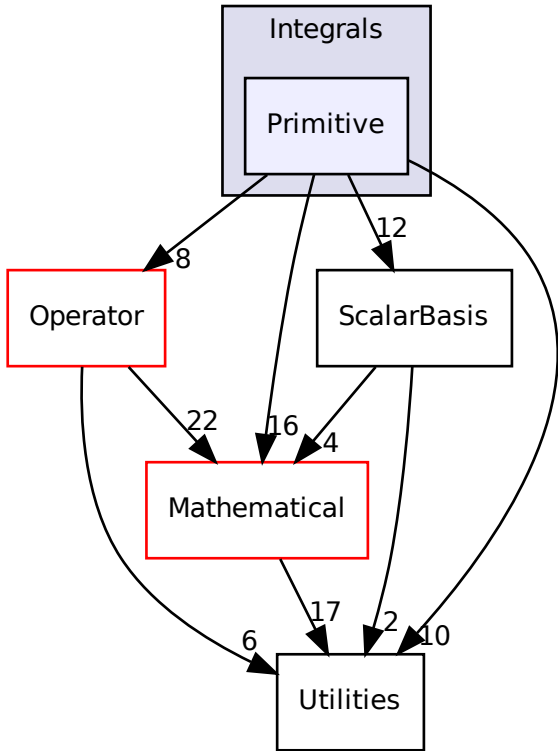 Integrals
Primitive
12
8
Operator
ScalarBasis
22
16
4
Mathematical
17
6
2
10
Utilities